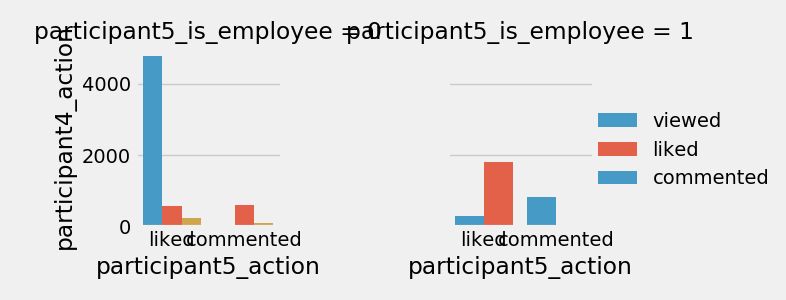 participant5_is_employee = 0
participant5_is_employee = 1
participant4_action
4000
2000
0
liked
commented
participant5_action
liked
commented
participant5_action
viewed
liked
commented